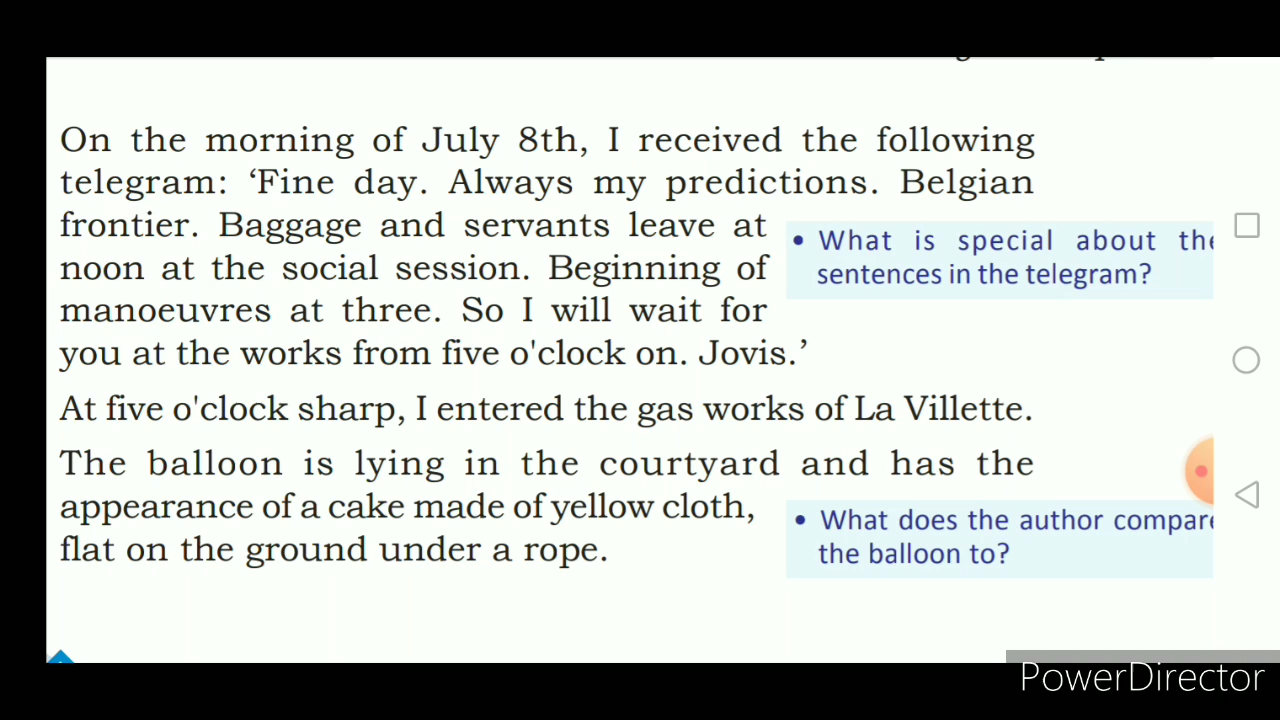 On the morning of July 8th, I received the following
telegram: ‘Fine day. Always my predictions. Belgian
frontier. Baggage and servants leave at
noon at the social session. Beginning of
manoeuvres at three. So I will wait for
you at the works from five o'clock on. Jovis.’
• What is special about the
sentences in the telegram?
At five o'clock sharp, I entered the gas works of La Villette.
The balloon is lying in the courtyard and has the
appearance of a cake made of yellow cloth,
flat on the ground under a rope.
• What does the author compare
the balloon to?
PowerDirector